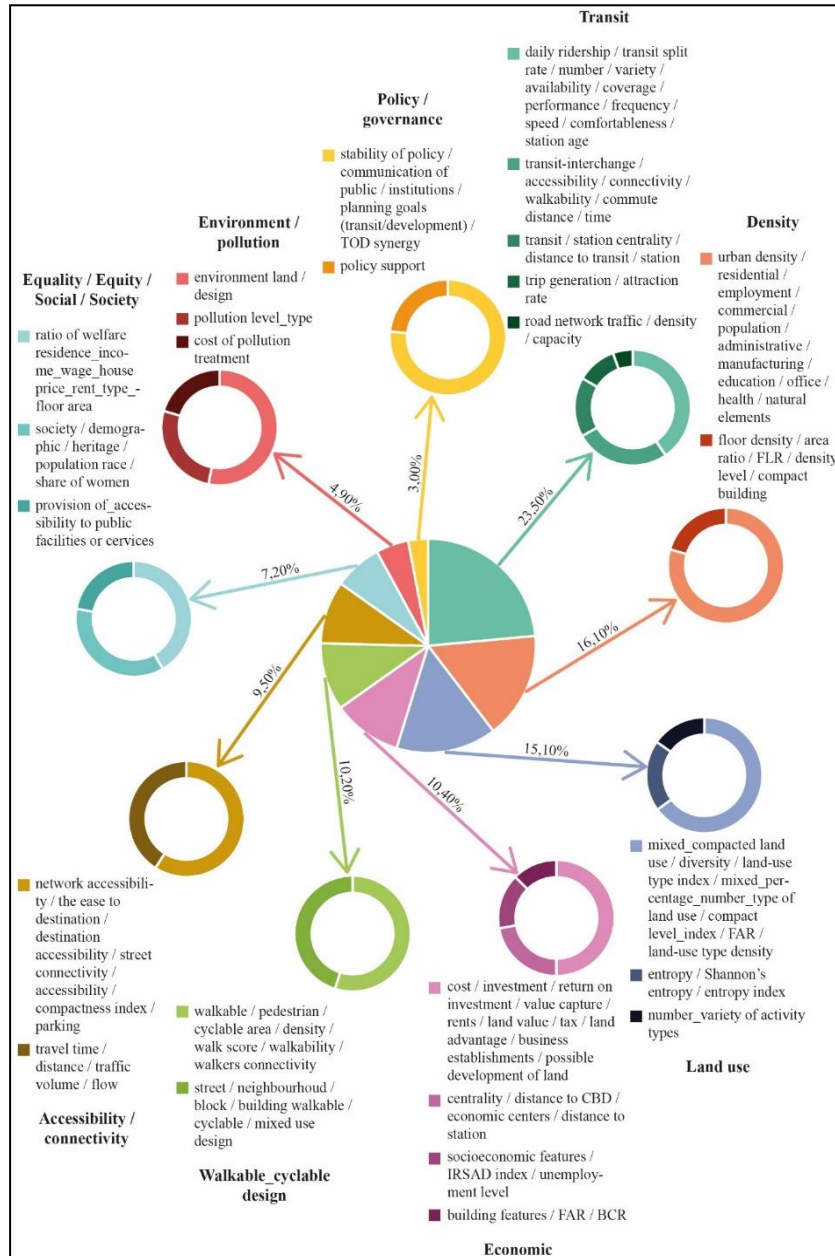 Transit
daily ridership / transit split
rate / number / variety /
availability / coverage /
performance / frequency /
speed / comfortableness /
station age
transit-interchange /
accessibility / connectivity /
walkability / commute
distance / time
transit / station centrality /
distance to transit / station
trip generation / attraction
rate
road network traffic / density
/ capacity
Policy /
governance
stability of policy /
communication of
public / institutions /
planning goals
(transit/development) /
TOD synergy
policy support
Environment /
pollution
environment land /
design
pollution level_type
cost of pollution
treatment
Density
urban density /
residential /
employment /
commercial /
population /
administrative /
manufacturing /
education / office /
health / natural
elements
floor density / area
ratio / FLR / density
level / compact
building
Equality / Equity /
Social / Society
ratio of welfare
residence_inco-
me_wage_house
price_rent_type_-
floor area
society /
demogra-
phic / heritage /
population race /
share of women
provision of_acces-
sibility to public
facilities or cervices
3,00%
4,90%
23,50%
7,20%
16,10%
9,50%
15,10%
10,20%
10,40%
mixed_compacted land
use / diversity / land-use
type index / mixed_per-
centage_number_type of
land use / compact
level_index / FAR /
land-use type density
entropy / Shannon's
entropy / entropy index
number_variety of activity
types
Land use
network accessibili-
ty / the ease to
destination /
destination
accessibility / street
connectivity /
accessibility /
compactness index /
parking
travel time /
distance / traffic
volume / flow
Accessibility /
connectivity
walkable / pedestrian /
cyclable area / density /
walk score / walkability /
walkers connectivity
street / neighbourhoud /
block / building walkable /
cyclable / mixed use
design
Walkable_cyclable
design
cost / investment / return on
investment / value capture /
rents / land value / tax / land
advantage / business
establishments / possible
development of land
centrality / distance to CBD /
economic centers / distance to
station
socioeconomic features /
IRSAD index / unemploy-
ment level
building features / FAR / BCR
Economic